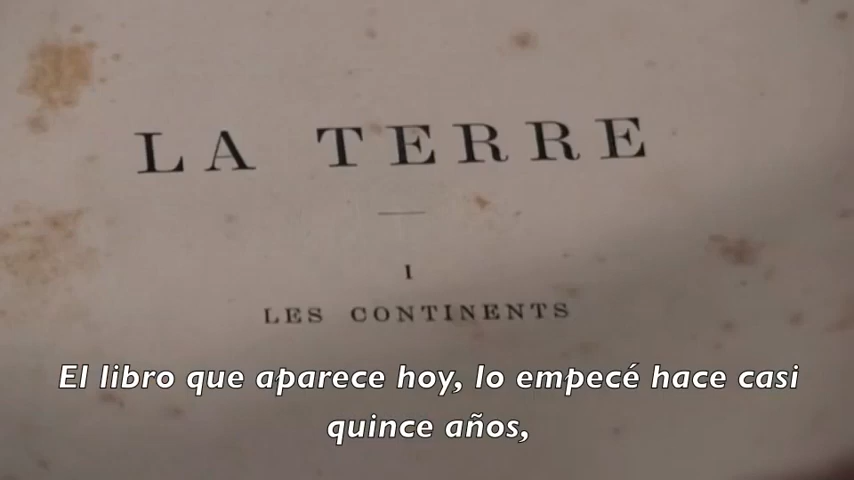 LA TERRE
I
LES CONTINENTS
El libro que aparece hoy, lo empecé hace casi
quince años,